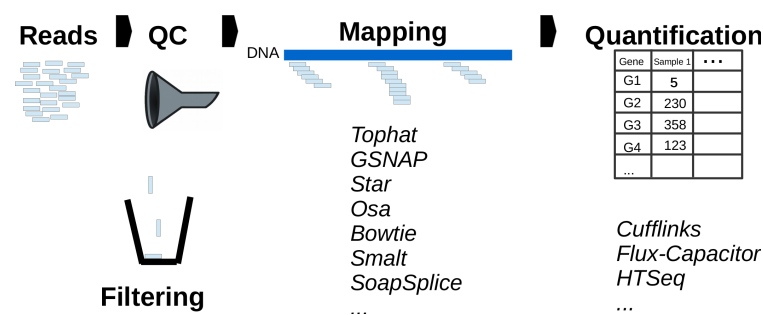 Reads QC Mapping Quantification
DNA
Gene Sample 1 ...
G1 5
G2 230
G3 358
G4 123
...
Tophat
GSNAP
Star
Osa
Bowtie
Smalt
SoapSplice
...
Cufflinks
Flux-Capacitor
HTSeq
...
Filtering